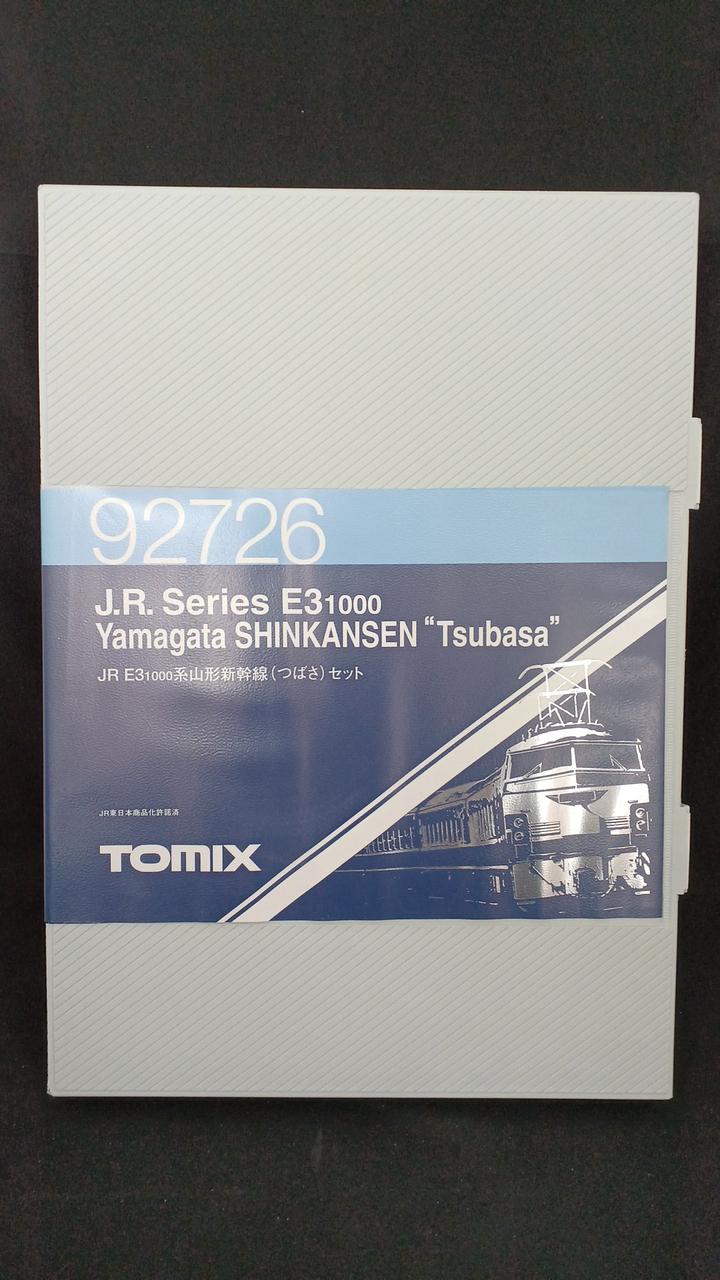 92726
J.R. Series E31000
Yamagata SHINKANSEN “Tsubasa”
JR E31000系山形新幹線(つばさ)セット
JR東日本商品化許諾済
TOMIX